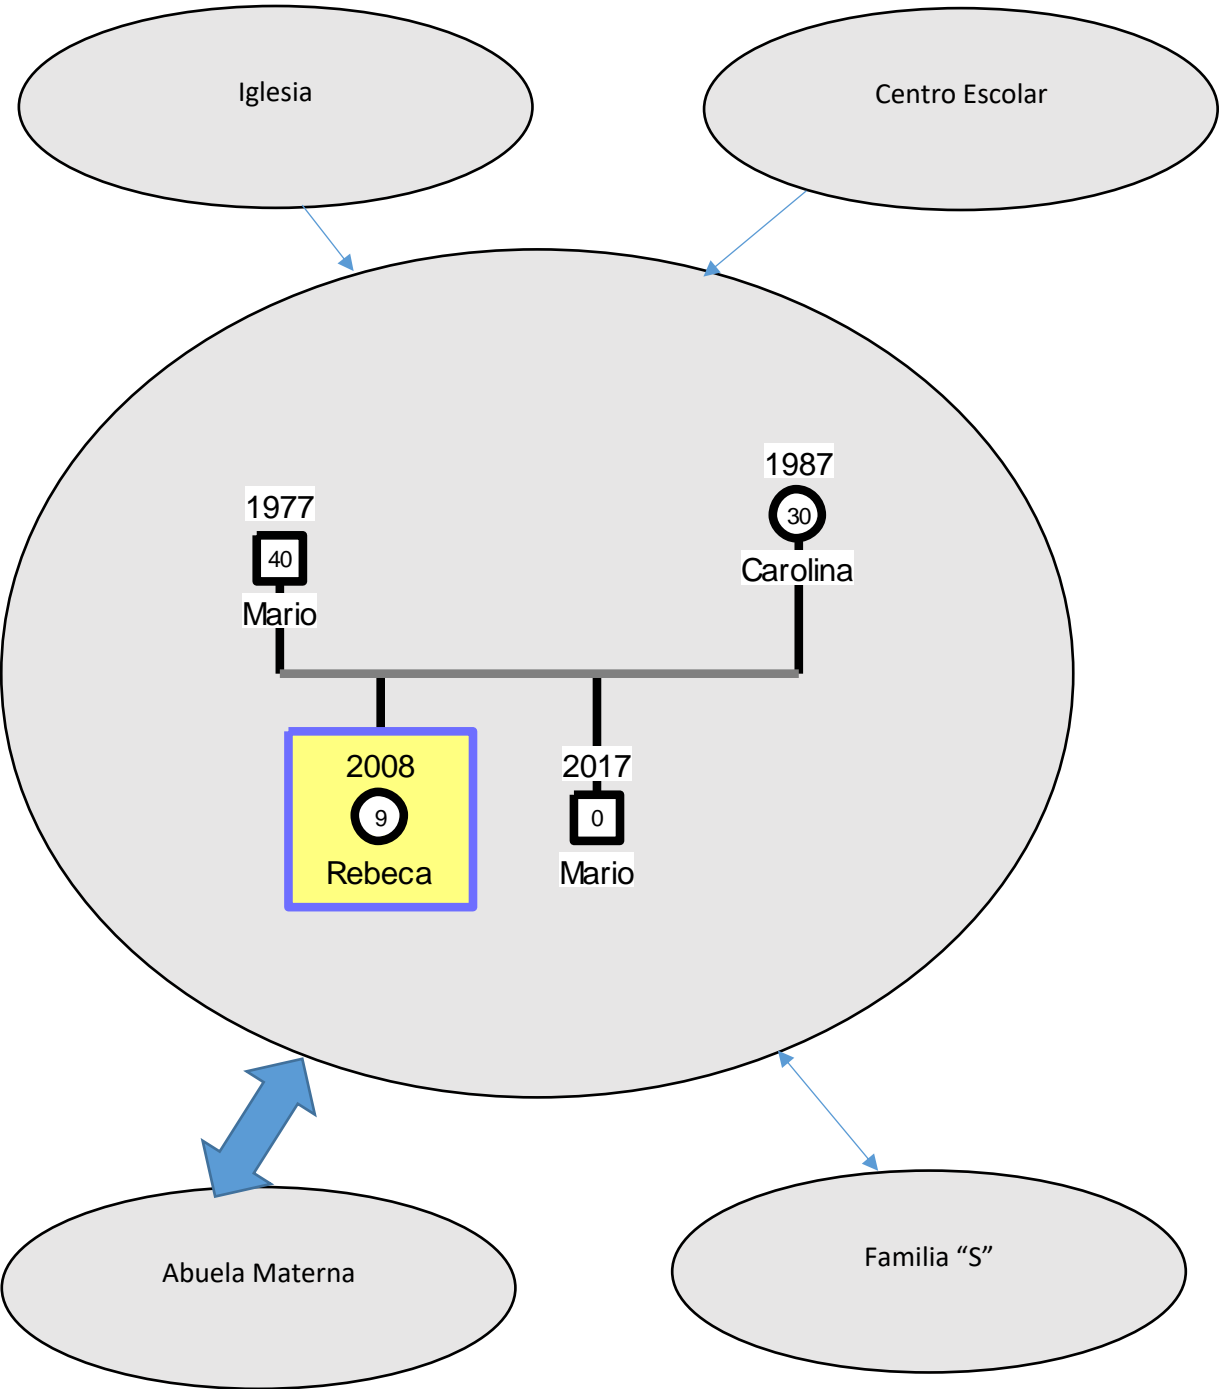 Iglesia
Centro Escolar
1987
30
Carolina
1977
40
Mario
2008
9
Rebeca
2017
0
Mario
Abuela Materna
Familia “S”